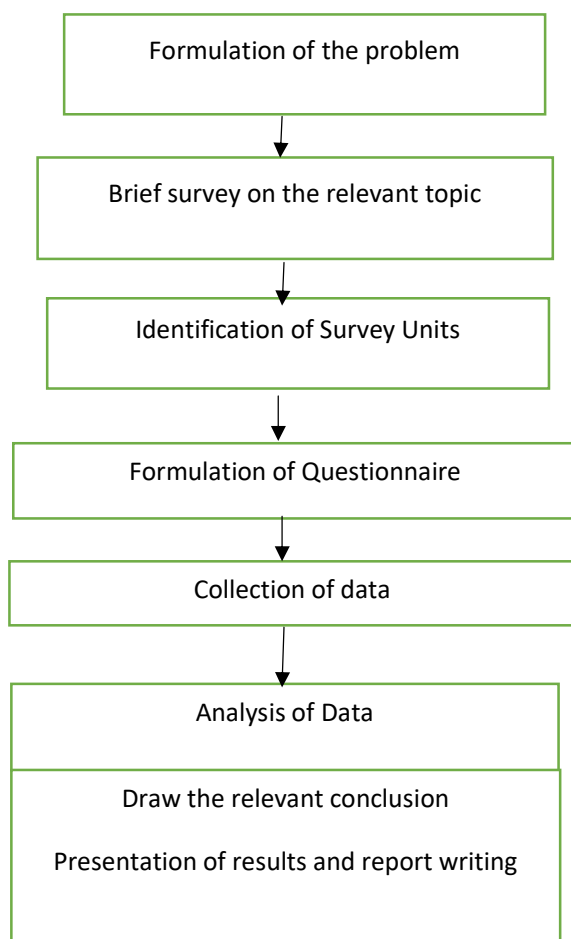 Formulation of the problem
Brief survey on the relevant topic
Identification of Survey Units
Formulation of Questionnaire
Collection of data
Analysis of Data
Draw the relevant conclusion
Presentation of results and report writing